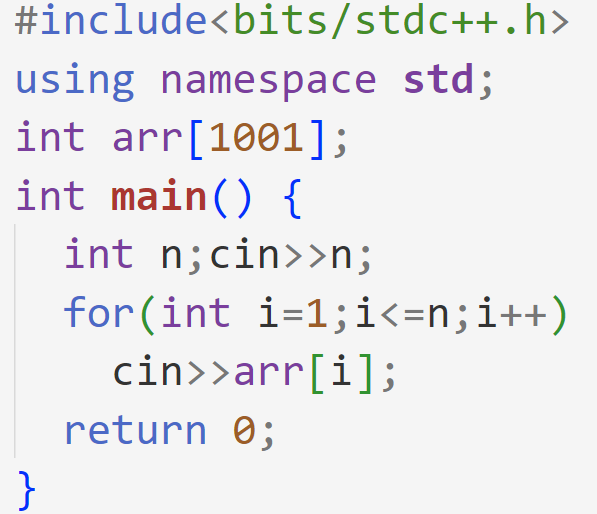 #include<bits/stdc++.h>
using namespace std;
int arr[1001];
int main() {
int n;cin>>n;
for(int i=1;i<=n;i++)
cin>>arr[i];
return 0;
}